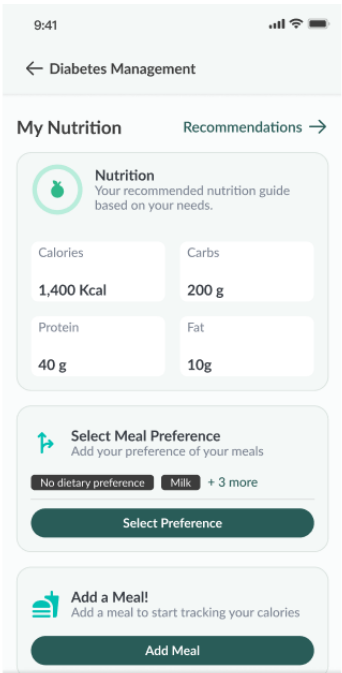 9:41
Diabetes Management
My Nutrition
Recommendations
Nutrition
Your recommended nutrition guide
based on your needs.
Calories
Carbs
1,400 Kcal
200 g
Protein
Fat
40 g
10g
Select Meal Preference
Add your preference of your meals
No dietary preference
Milk
+ 3 more
Select Preference
Add a Meal!
Add a meal to start tracking your calories
Add Meal